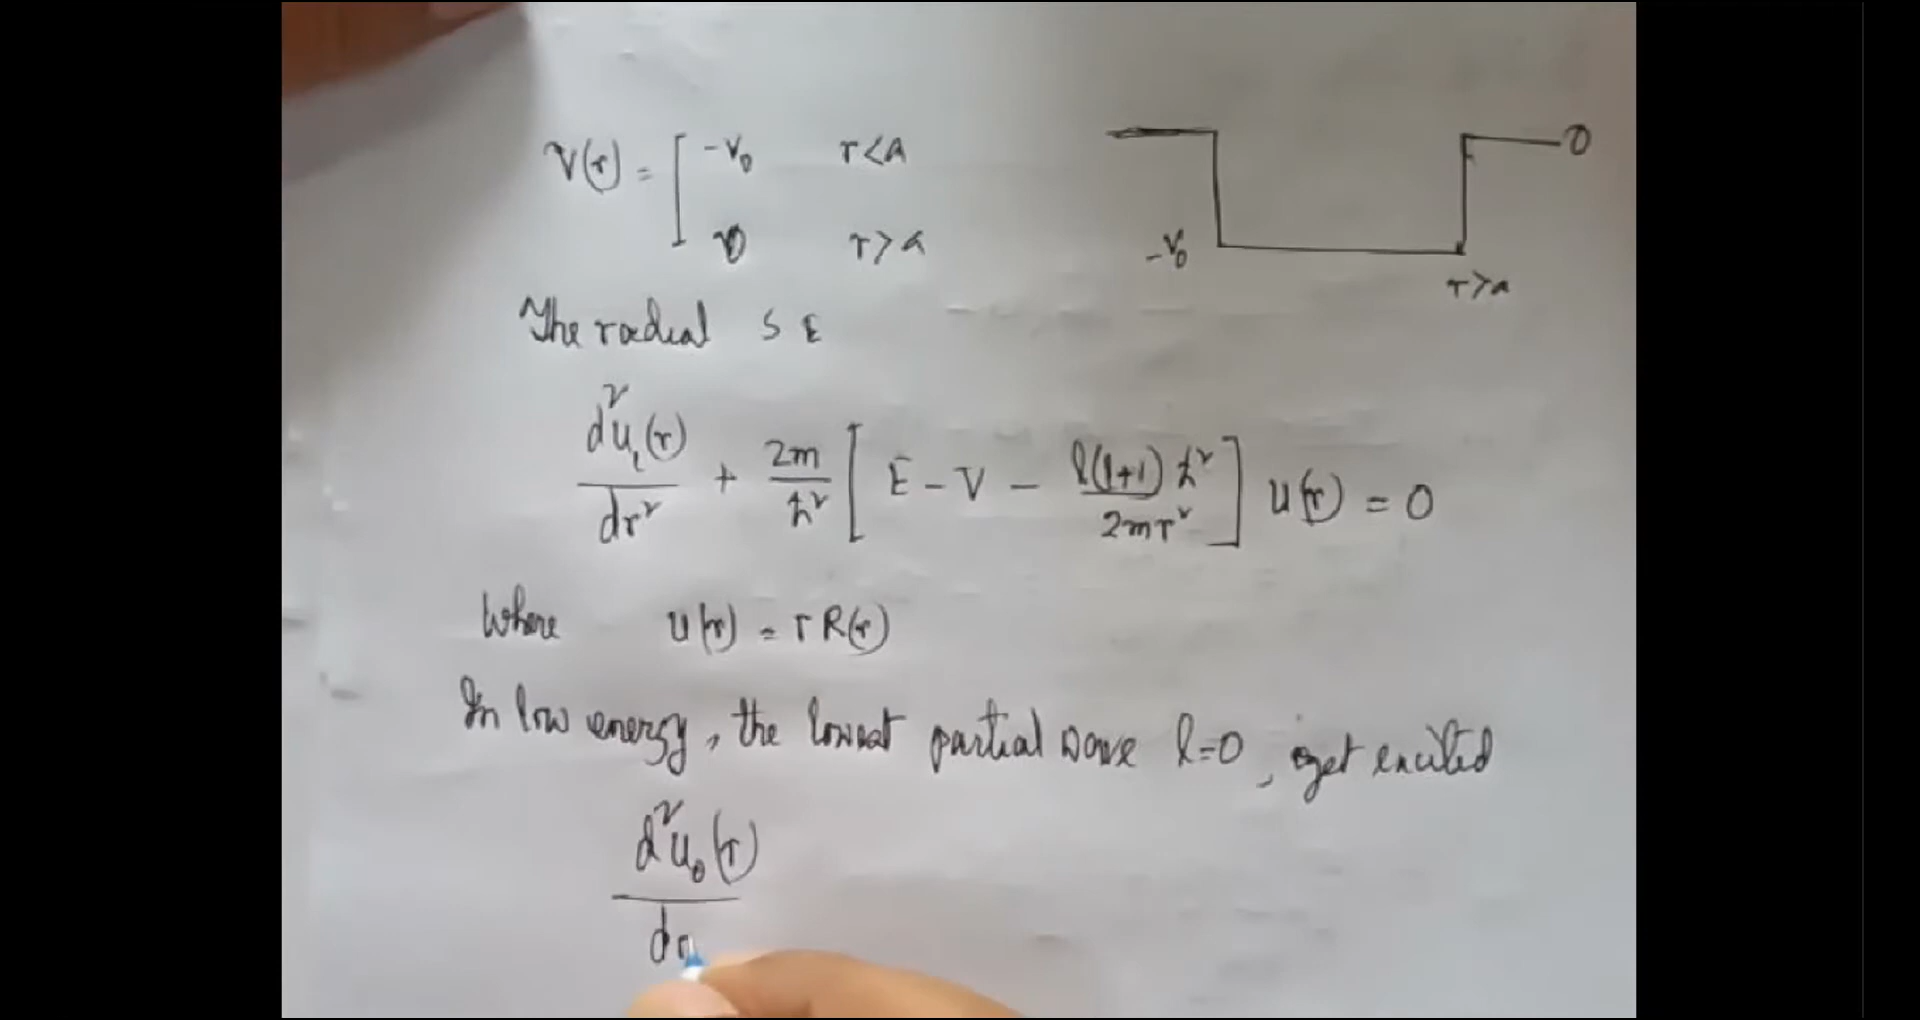 V(r) = [ -V₀ r<a
0 r>a
0
-V₀
r>a
The radial S E
d²u_l(r)/dr² + 2m/ħ² [ E - V - l(l+1)ħ²/2mr² ] u(r) = 0
Where u(r) = r R(r)
In low energy, the lowest partial wave l=0, get excited
d²u₀(r)/dr